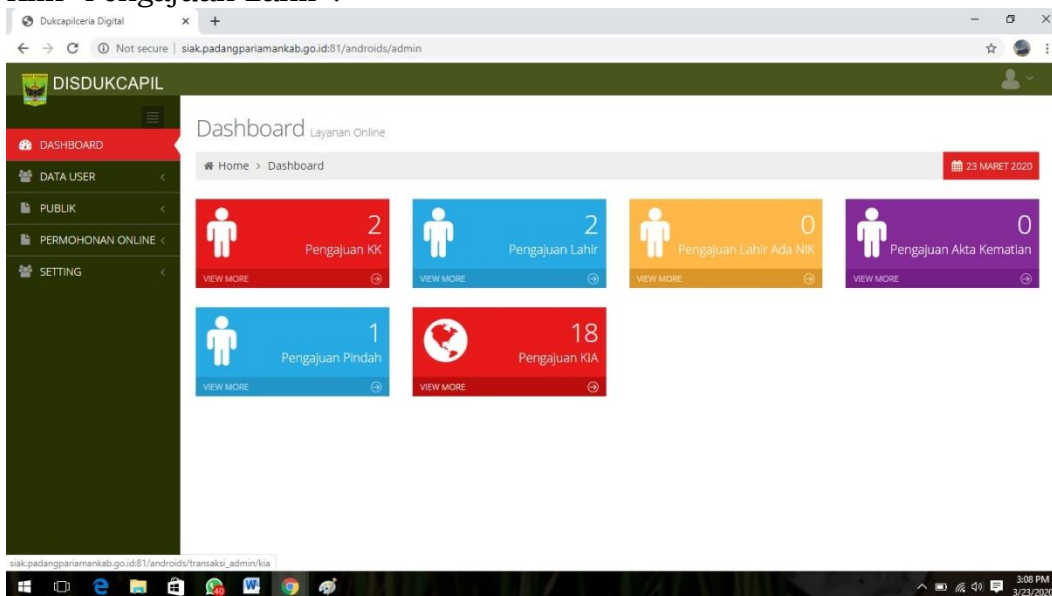 Dukcapilceria Digital
Not secure | siak.padangpariamankab.go.id:81/androids/admin
DISDUKCAPIL
Dashboard Layanan Online
DASHBOARD
Home > Dashboard
23 MARET 2020
DATA USER
PUBLIK
PERMOHONAN ONLINE
SETTING
2
Pengajuan KK
VIEW MORE
2
Pengajuan Lahir
VIEW MORE
0
Pengajuan Lahir Ada NIK
VIEW MORE
0
Pengajuan Akta Kematian
VIEW MORE
1
Pengajuan Pindah
VIEW MORE
18
Pengajuan KIA
VIEW MORE
siak.padangpariamankab.go.id:81/androids/transaksi_admin/kia
3:08 PM
3/23/2020